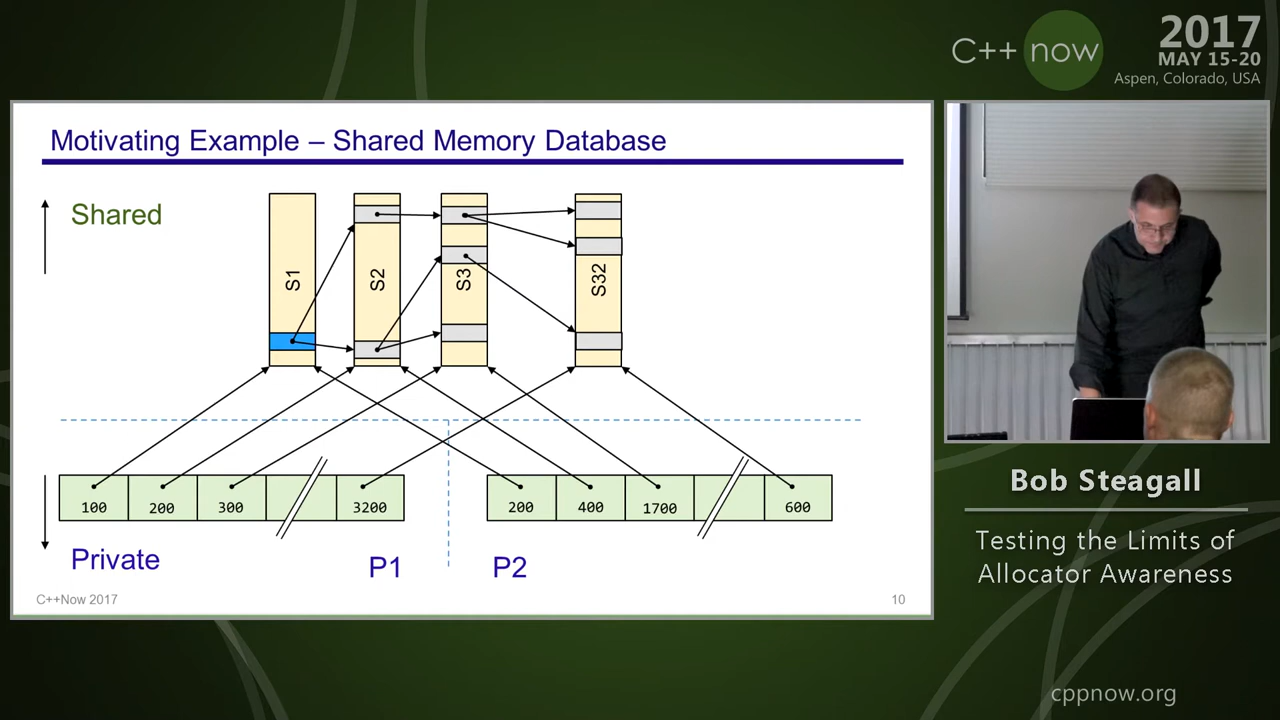 C++ now
2017
MAY 15-20
Aspen, Colorado, USA
Motivating Example – Shared Memory Database
Shared
S1
S2
S3
S32
100 200 300 3200
200 400 1700 600
Private
P1
P2
C++Now 2017
10
Bob Steagall
Testing the Limits of
Allocator Awareness
cppnow.org